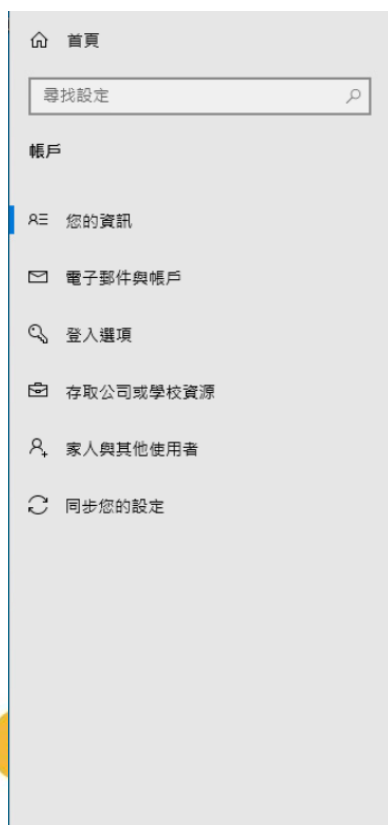 首頁
尋找設定
帳戶
您的資訊
電子郵件與帳戶
登入選項
存取公司或學校資源
家人與其他使用者
同步您的設定